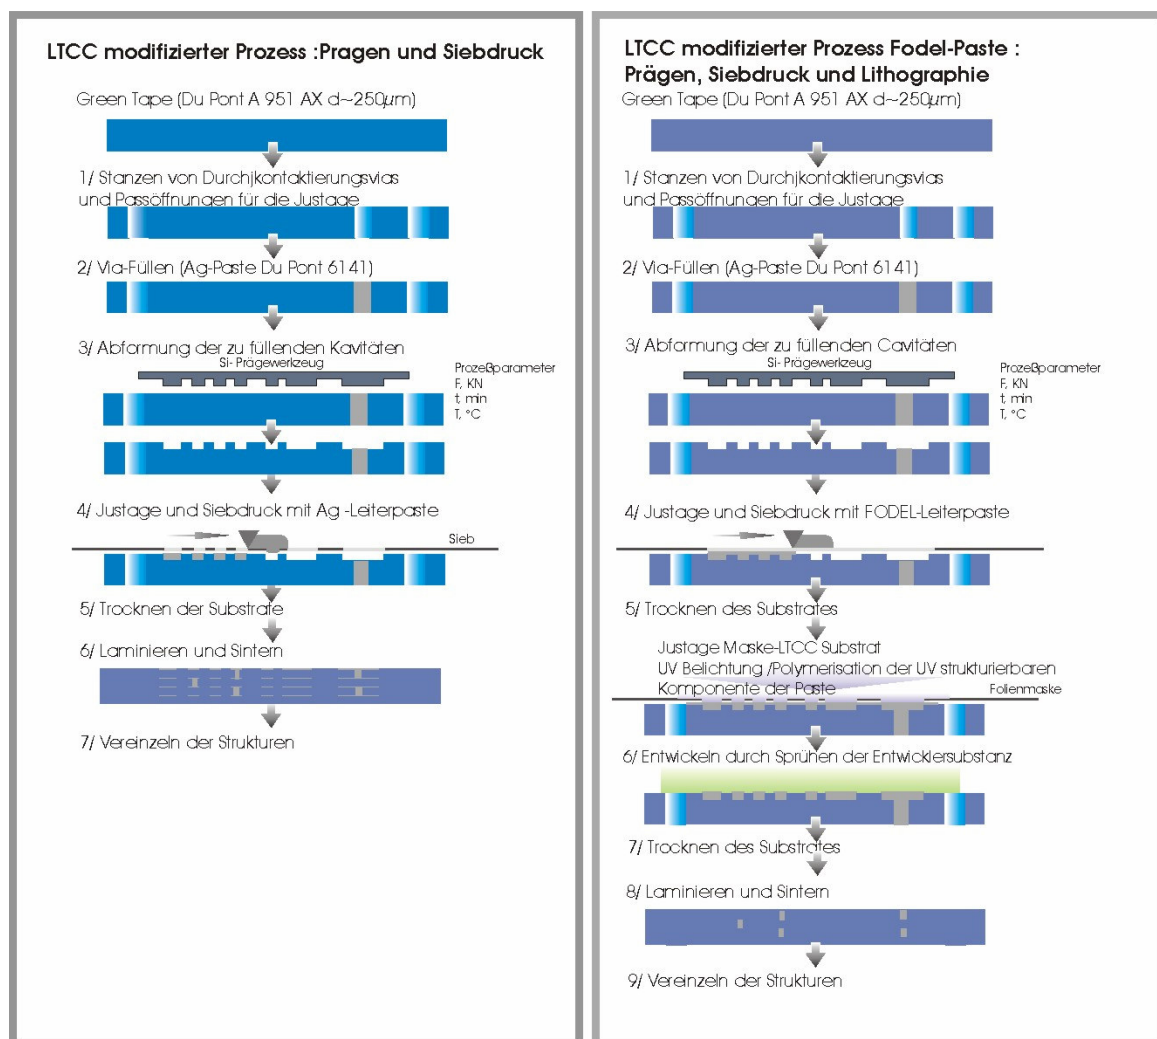 LTCC modifizierter Prozess :Pragen und Siebdruck
Green Tape (Du Pont A 951 AX d~250µm)
1/ Stanzen von Durchjkontaktierungsvias
und Passöffnungen für die Justage
2/ Via-Füllen (Ag-Paste Du Pont 6141)
3/ Abformung der zu füllenden Kavitäten
Si- Prägewerkzeug
Prozeßparameter
F, KN
t, min
T, °C
4/ Justage und Siebdruck mit Ag -Leiterpaste
Sieb
5/ Trocknen der Substrate
6/ Laminieren und Sintern
7/ Vereinzeln der Strukturen
LTCC modifizierter Prozess Fodel-Paste :
Prägen, Siebdruck und Lithographie
Green Tape (Du Pont A 951 AX d~250µm)
1/ Stanzen von Durchjkontaktierungsvias
und Passöffnungen für die Justage
2/ Via-Füllen (Ag-Paste Du Pont 6141)
3/ Abformung der zu füllenden Cavitäten
Si- Prägewerkzeug
Prozeßparameter
F, KN
t, min
T, °C
4/ Justage und Siebdruck mit FODEL-Leiterpaste
5/ Trocknen des Substrates
Justage Maske-LTCC Substrat
UV Belichtung /Polymerisation der UV strukturierbaren
Komponente der Paste
Folienmaske
6/ Entwickeln durch Sprühen der Entwicklersubstanz
7/ Trocknen des Substrates
8/ Laminieren und Sintern
9/ Vereinzeln der Strukturen